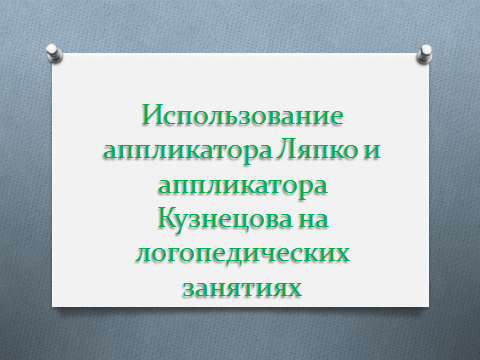 Использование
аппликатора Ляпко и
аппликатора
Кузнецова на
логопедических
занятиях